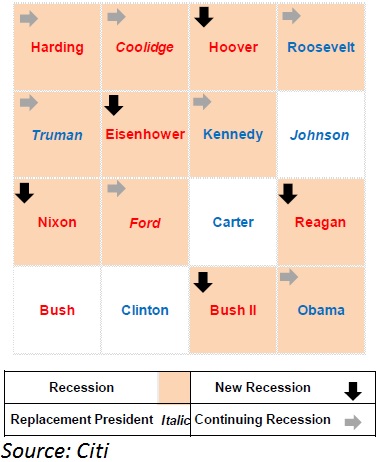 Harding Coolidge Hoover Roosevelt
Truman Eisenhower Kennedy Johnson
Nixon Ford Carter Reagan
Bush Clinton Bush II Obama
Recession New Recession
Replacement President Italic Continuing Recession
Source: Citi